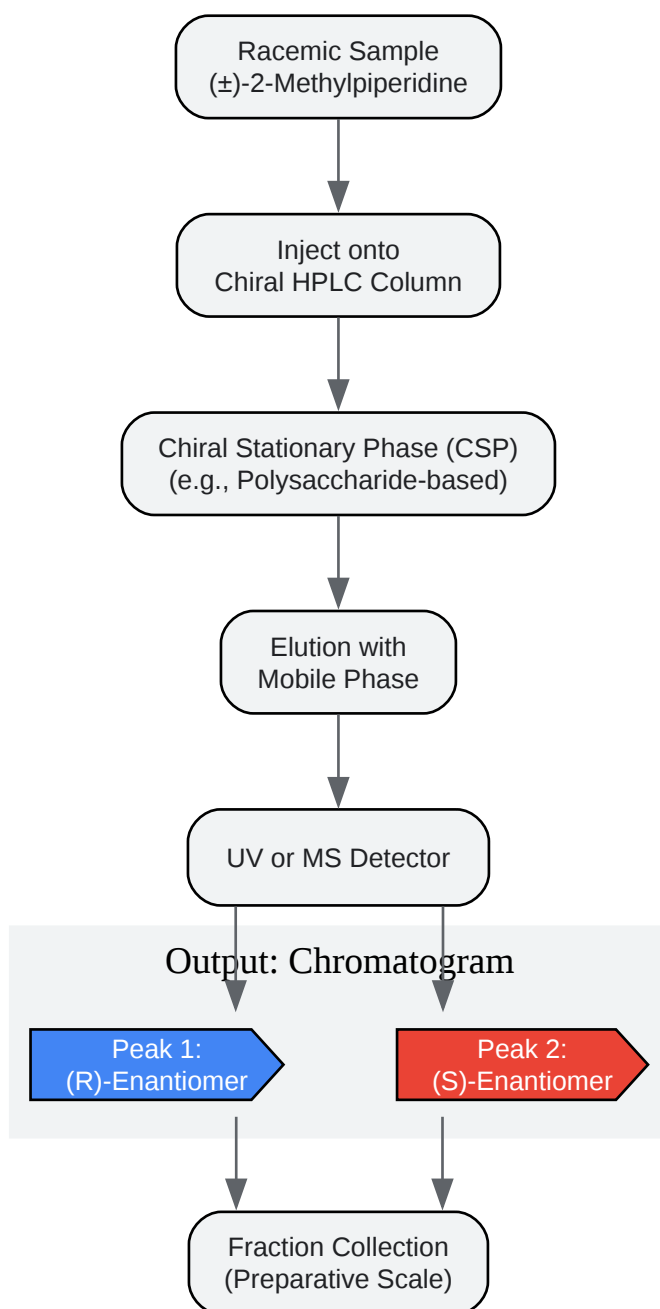 Racemic Sample
(±)-2-Methylpiperidine
Inject onto
Chiral HPLC Column
Chiral Stationary Phase (CSP)
(e.g., Polysaccharide-based)
Elution with
Mobile Phase
UV or MS Detector
Output: Chromatogram
Peak 1:
(R)-Enantiomer
Peak 2:
(S)-Enantiomer
Fraction Collection
(Preparative Scale)